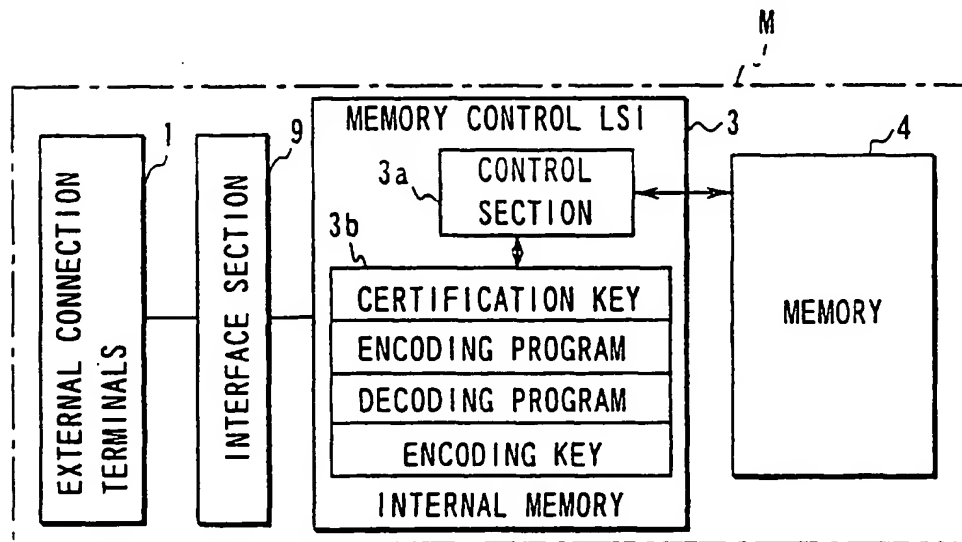 M
1
EXTERNAL CONNECTION
TERMINALS
9
INTERFACE SECTION
MEMORY CONTROL LSI
3
3a
CONTROL
SECTION
3b
CERTIFICATION KEY
ENCODING PROGRAM
DECODING PROGRAM
ENCODING KEY
INTERNAL MEMORY
4
MEMORY